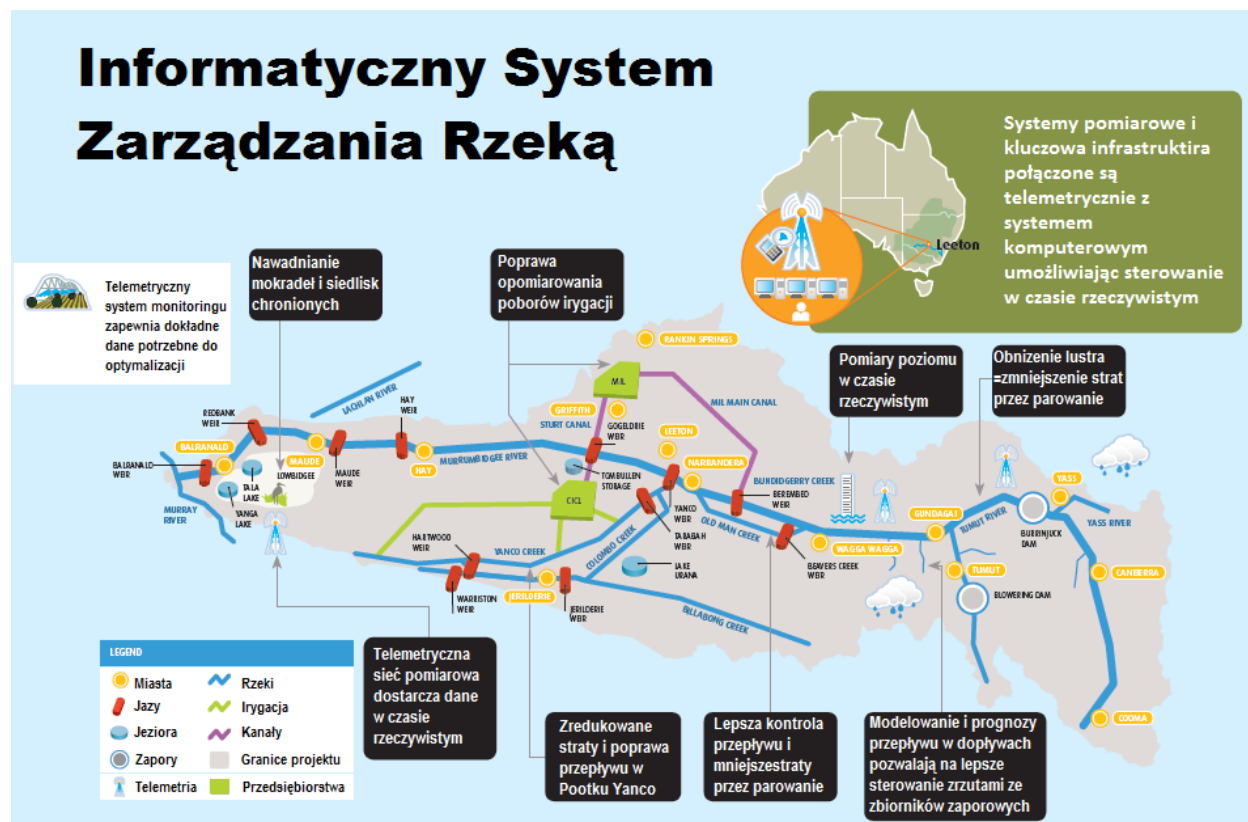 Informatyczny System
Zarządzania Rzeką
Systemy pomiarowe i
kluczowa infrastruktira
połączone są
telemetrycznie z
systemem
komputerowym
umożliwiając sterowanie
w czasie rzeczywistym
Leeton
Telemetryczny
system monitoringu
zapewnia dokładne
dane potrzebne do
optymalizacji
Nawadnianie
mokradeł i siedlisk
chronionych
Poprawa
opomiarowania
poborów irygacji
Pomiary poziomu
w czasie
rzeczywistym
Obnizenie lustra
=zmniejszenie strat
przez parowanie
RANKIN SPRINGS
MIL
MIL MAIN CANAL
LACHLAN RIVER
REDBANK
WEIR
HAY
WEIR
GRIFFITH
STURT CANAL
GOGELDRIE
WBR
LEETON
BALRANALD
MAUDE
MAUDE
WEIR
HAY
MURRUMBIDGEE RIVER
NARRANDERA
BALRANALD
WBR
LOWBIDGEE
TALA
LAKE
YANGA
LAKE
MURRAY
RIVER
TOMBULLEN
STORAGE
CICL
YANCO
WBR
BUNDIDGERRY CREEK
BEREMBED
WEIR
OLD MAN CREEK
TARABAH
WBR
GUNDAGAI
TUMUT RIVER
YASS
YASS RIVER
BURRINJUCK
DAM
WAGGA WAGGA
BEAVERS CREEK
WBR
HARTWOOD
WEIR
YANCO CREEK
COLOMBO CREEK
LAKE
URANA
TUMUT
CANBERRA
BLOWERING DAM
WARRISTON
WEIR
JERILDERIE
JERILDERIE
WBR
BILLABONG CREEK
COOMA
LEGEND
Miasta
Rzeki
Jazy
Irygacja
Jeziora
Kanały
Zapory
Granice projektu
Telemetria
Przedsiębiorstwa
Telemetryczna
sieć pomiarowa
dostarcza dane
w czasie
rzeczywistym
Zredukowane
straty i poprawa
przepływu w
Pootku Yanco
Lepsza kontrola
przepływu i
mniejszestraty
przez parowanie
Modelowanie i prognozy
przepływu w dopływach
pozwalają na lepsze
sterowanie zrzutami ze
zbiorników zaporowych